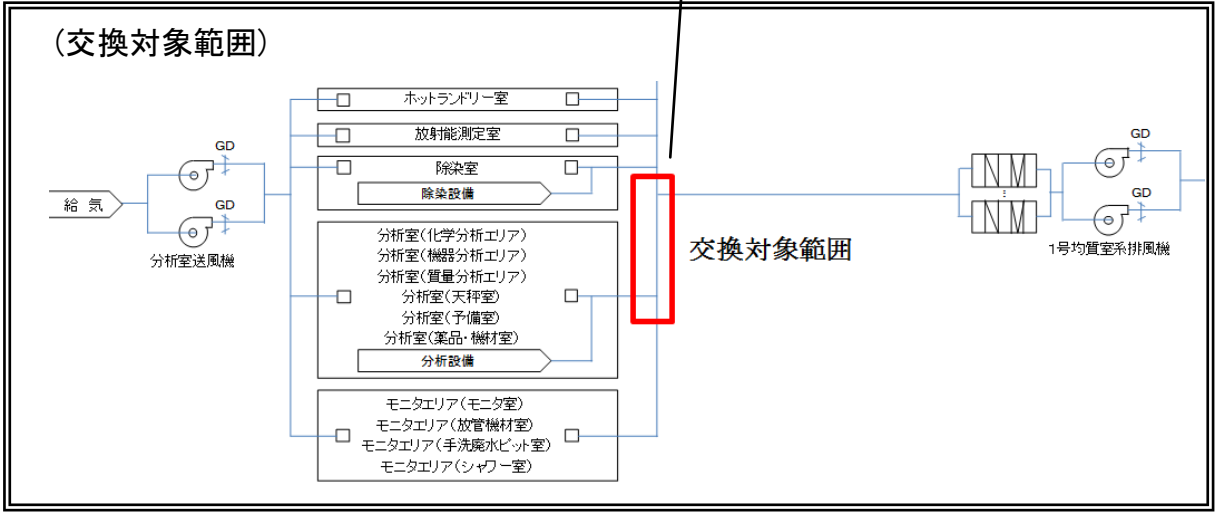 (交換対象範囲)
ホットランドリー室
放射能測定室
除染室
除染設備
GD
GD
給 気
分析室送風機
分析室(化学分析エリア)
分析室(機器分析エリア)
分析室(質量分析エリア)
分析室(天秤室)
分析室(予備室)
分析室(薬品・機材室)
分析設備
モニタエリア(モニタ室)
モニタエリア(放管機材室)
モニタエリア(手洗廃水ピット室)
モニタエリア(シャワー室)
交換対象範囲
GD
GD
1号均質室系排風機